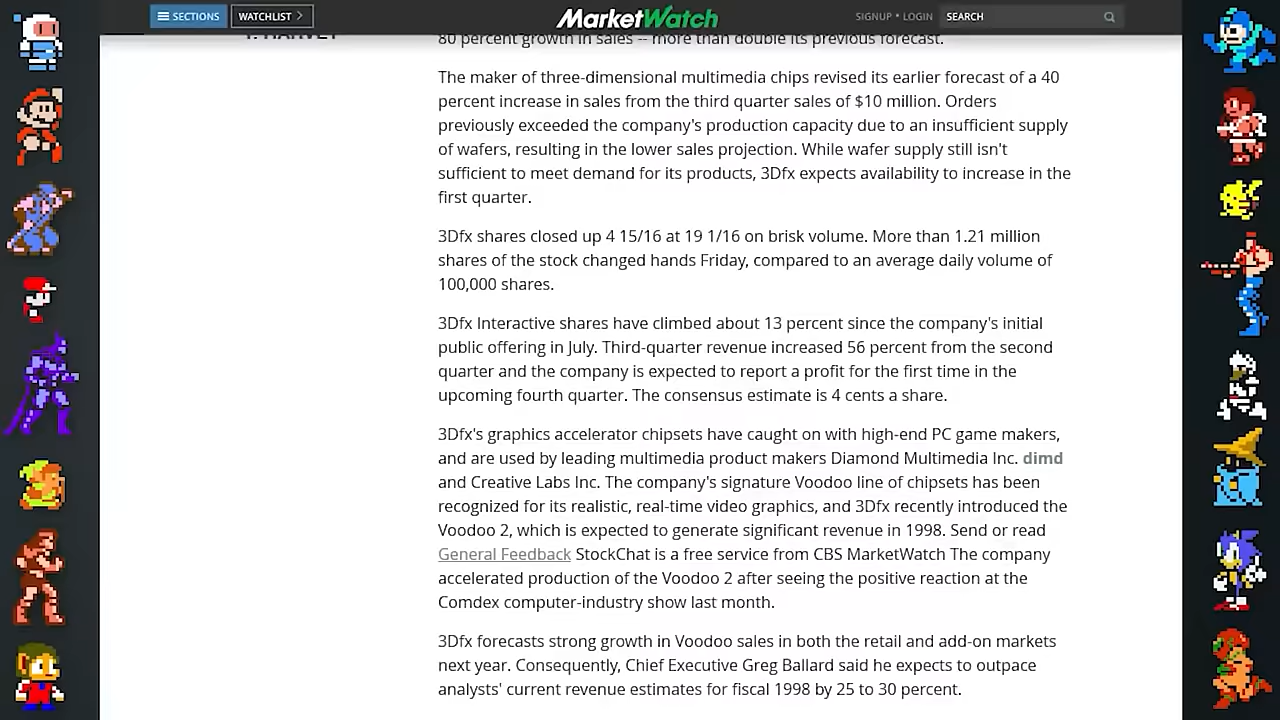 SECTIONS
WATCHLIST
MarketWatch
SIGNUP • LOGIN
SEARCH
80 percent growth in sales -- more than double its previous forecast.
The maker of three-dimensional multimedia chips revised its earlier forecast of a 40
percent increase in sales from the third quarter sales of $10 million. Orders
previously exceeded the company's production capacity due to an insufficient supply
of wafers, resulting in the lower sales projection. While wafer supply still isn't
sufficient to meet demand for its products, 3Dfx expects availability to increase in the
first quarter.
3Dfx shares closed up 4 15/16 at 19 1/16 on brisk volume. More than 1.21 million
shares of the stock changed hands Friday, compared to an average daily volume of
100,000 shares.
3Dfx Interactive shares have climbed about 13 percent since the company's initial
public offering in July. Third-quarter revenue increased 56 percent from the second
quarter and the company is expected to report a profit for the first time in the
upcoming fourth quarter. The consensus estimate is 4 cents a share.
3Dfx's graphics accelerator chipsets have caught on with high-end PC game makers,
and are used by leading multimedia product makers Diamond Multimedia Inc. dimd
and Creative Labs Inc. The company's signature Voodoo line of chipsets has been
recognized for its realistic, real-time video graphics, and 3Dfx recently introduced the
Voodoo 2, which is expected to generate significant revenue in 1998. Send or read
General Feedback StockChat is a free service from CBS MarketWatch The company
accelerated production of the Voodoo 2 after seeing the positive reaction at the
Comdex computer-industry show last month.
3Dfx forecasts strong growth in Voodoo sales in both the retail and add-on markets
next year. Consequently, Chief Executive Greg Ballard said he expects to outpace
analysts' current revenue estimates for fiscal 1998 by 25 to 30 percent.